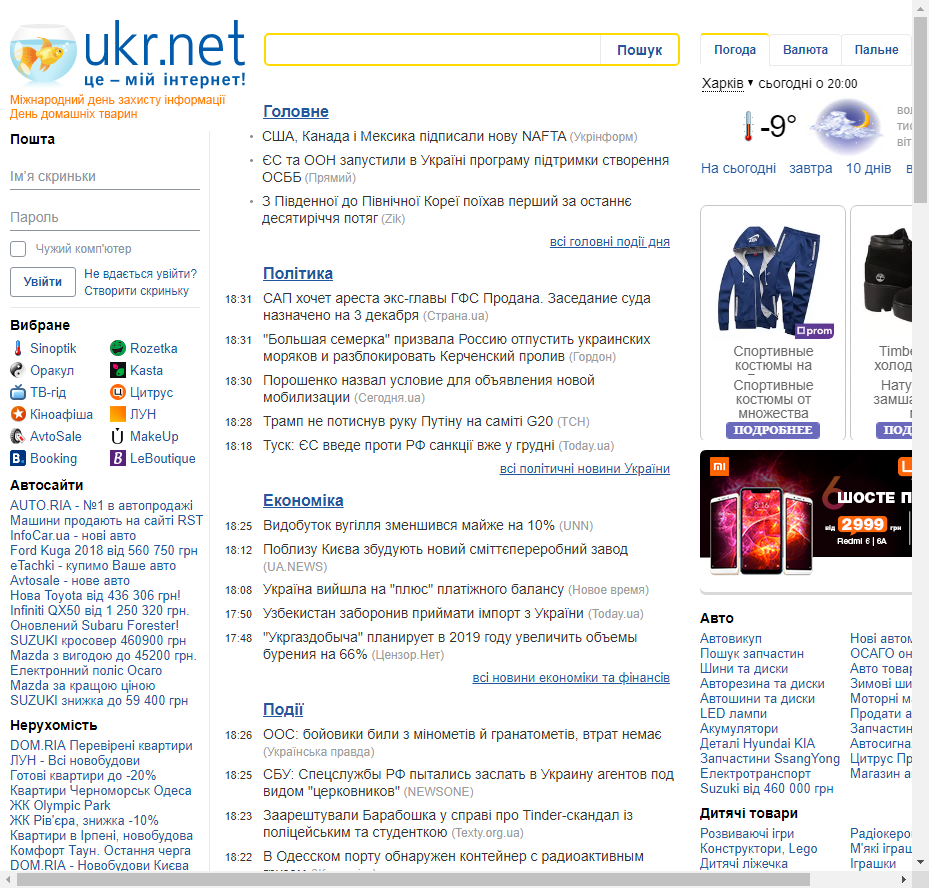 ukr.net
це – мій інтернет!
Міжнародний день захисту інформації
День домашніх тварин
Пошук
Погода
Валюта
Пальне
Харків ▾ сьогодні о 20:00
-9°
На сьогодні
завтра
10 днів
Пошта
Ім'я скриньки
Пароль
Чужий комп'ютер
Увійти
Не вдається увійти?
Створити скриньку
Вибране
Sinoptik
Rozetka
Оракул
Kasta
ТВ-гід
Цитрус
Кіноафіша
ЛУН
AvtoSale
MakeUp
Booking
LeBoutique
Автосайти
AUTO.RIA - №1 в автопродажі
Машини продають на сайті RST
InfoCar.ua - нові авто
Ford Kuga 2018 від 560 750 грн
eTachki - купимо Ваше авто
Avtosale - нове авто
Нова Toyota від 436 306 грн!
Infiniti QX50 від 1 250 320 грн.
Оновлений Subaru Forester!
SUZUKI кросовер 460900 грн
Mazda з вигодою до 45200 грн.
Електронний поліс Ocaro
Mazda за кращою ціною
SUZUKI знижка до 59 400 грн
Нерухомість
DOM.RIA Перевірені квартири
ЛУН - Всі новобудови
Готові квартири до -20%
Квартири Черноморськ Одеса
ЖК Olympic Park
ЖК Рів'єра, знижка -10%
Квартири в Ірпені, новобудова
Комфорт Таун. Остання черга
DOM.RIA - Новобудови Києва
Головне
США, Канада і Мексика підписали нову NAFTA (Укрінформ)
ЄС та ООН запустили в Україні програму підтримки створення
ОСББ (Прямий)
З Південної до Північної Кореї поїхав перший за останнє
десятиріччя потяг (Zik)
всі головні події дня
Політика
18:31 САП хочет ареста экс-главы ГФС Продана. Заседание суда
назначено на 3 декабря (Страна.ua)
18:31 "Большая семерка" призвала Россию отпустить украинских
моряков и разблокировать Керченский пролив (Гордон)
18:30 Порошенко назвал условие для объявления новой
мобилизации (Сегодня.ua)
18:28 Трамп не потиснув руку Путіну на саміті G20 (ТСН)
18:18 Туск: ЄС введе проти РФ санкції вже у грудні (Today.ua)
всі політичні новини України
Економіка
18:25 Видобуток вугілля зменшився майже на 10% (UNN)
18:12 Поблизу Києва збудують новий сміттєпереробний завод
(UA.NEWS)
18:08 Україна вийшла на "плюс" платіжного балансу (Новое время)
17:50 Узбекистан заборонив приймати імпорт з України (Today.ua)
17:48 "Укргаздобыча" планирует в 2019 году увеличить объемы
бурения на 66% (Цензор.Нет)
всі новини економіки та фінансів
Події
18:26 ООС: бойовики били з мінометів й гранатометів, втрат немає
(Українська правда)
18:25 СБУ: Спецслужбы РФ пытались заслать в Украину агентов под
видом "церковников" (NEWSONE)
18:23 Заарештували Барабошка у справі про Tinder-скандал із
поліцейським та студенткою (Texty.org.ua)
18:22 В Одесском порту обнаружен контейнер с радиоактивным
prom
Спортивные
костюмы на
Спортивные
костюмы от
множества
ПОДРОБНЕЕ
Timbe
холод
Нату
замша
ПОД
mi
6
ШОСТЕ П
від 2999 грн
Redmi 6 | 6A
Авто
Автовикуп
Пошук запчастин
Шини та диски
Авторезина та диски
Автошини та диски
LED лампи
Акумулятори
Деталі Hyundai KIA
Запчастини SsangYong
Електротранспорт
Suzuki від 460 000 грн
Нові автом
ОСАГО он
Авто товар
Зимові ши
Моторні ма
Продати а
Запчастин
Автосигна
Цитрус Пр
Магазин а
Дитячі товари
Розвиваючі ігри
Конструктори, Lego
Дитячі ліжечка
Радіокеро
М'які іграш
Іграшки